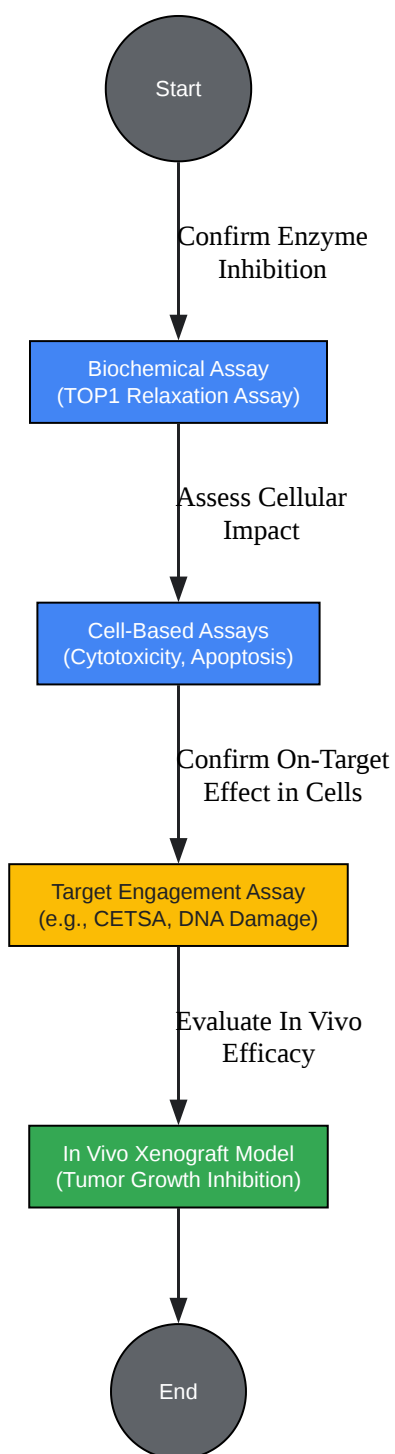 Start
Confirm Enzyme
Inhibition
Biochemical Assay
(TOP1 Relaxation Assay)
Assess Cellular
Impact
Cell-Based Assays
(Cytotoxicity, Apoptosis)
Confirm On-Target
Effect in Cells
Target Engagement Assay
(e.g., CETSA, DNA Damage)
Evaluate In Vivo
Efficacy
In Vivo Xenograft Model
(Tumor Growth Inhibition)
End